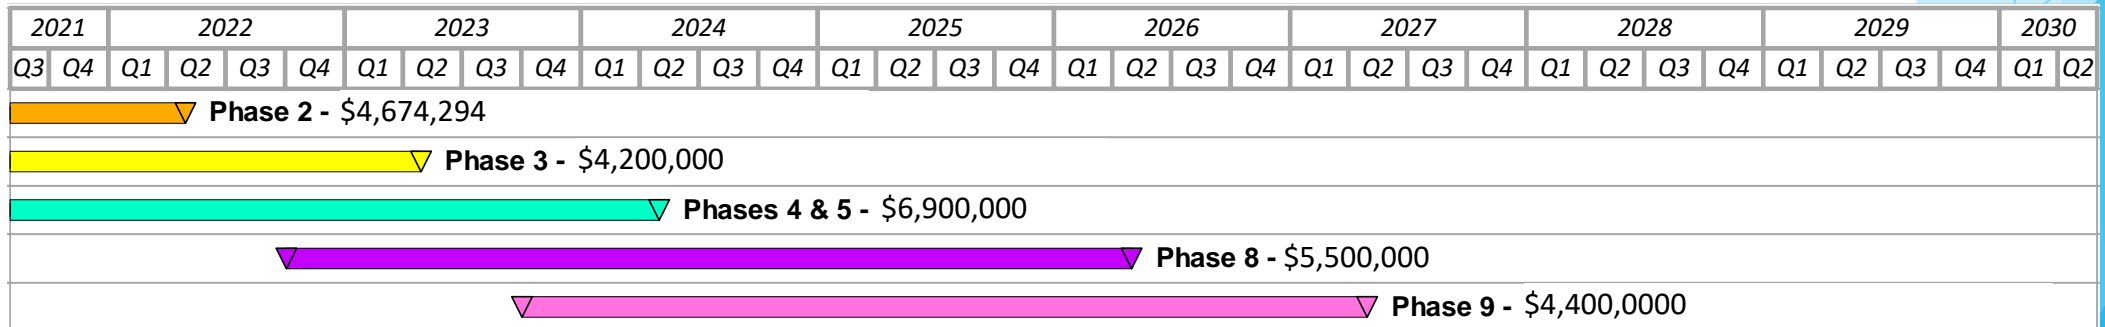 2021 2022 2023 2024 2025 2026 2027 2028 2029 2030
Q3 Q4 Q1 Q2 Q3 Q4 Q1 Q2 Q3 Q4 Q1 Q2 Q3 Q4 Q1 Q2 Q3 Q4 Q1 Q2 Q3 Q4 Q1 Q2 Q3 Q4 Q1 Q2 Q3 Q4 Q1 Q2 Q3 Q4 Q1 Q2
Phase 2 - $4,674,294
Phase 3 - $4,200,000
Phases 4 & 5 - $6,900,000
Phase 8 - $5,500,000
Phase 9 - $4,400,0000